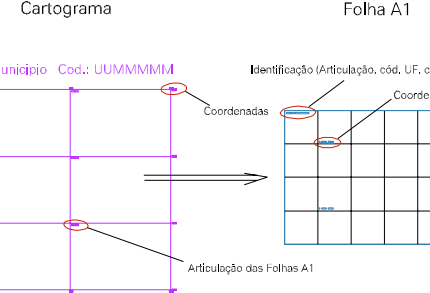 Cartograma
Folha A1
unicipio Cod.: UUMMMMM
Identificação (Articulação, cód. UF, c
Coorde
Coordenadas
Articulação das Folhas A1